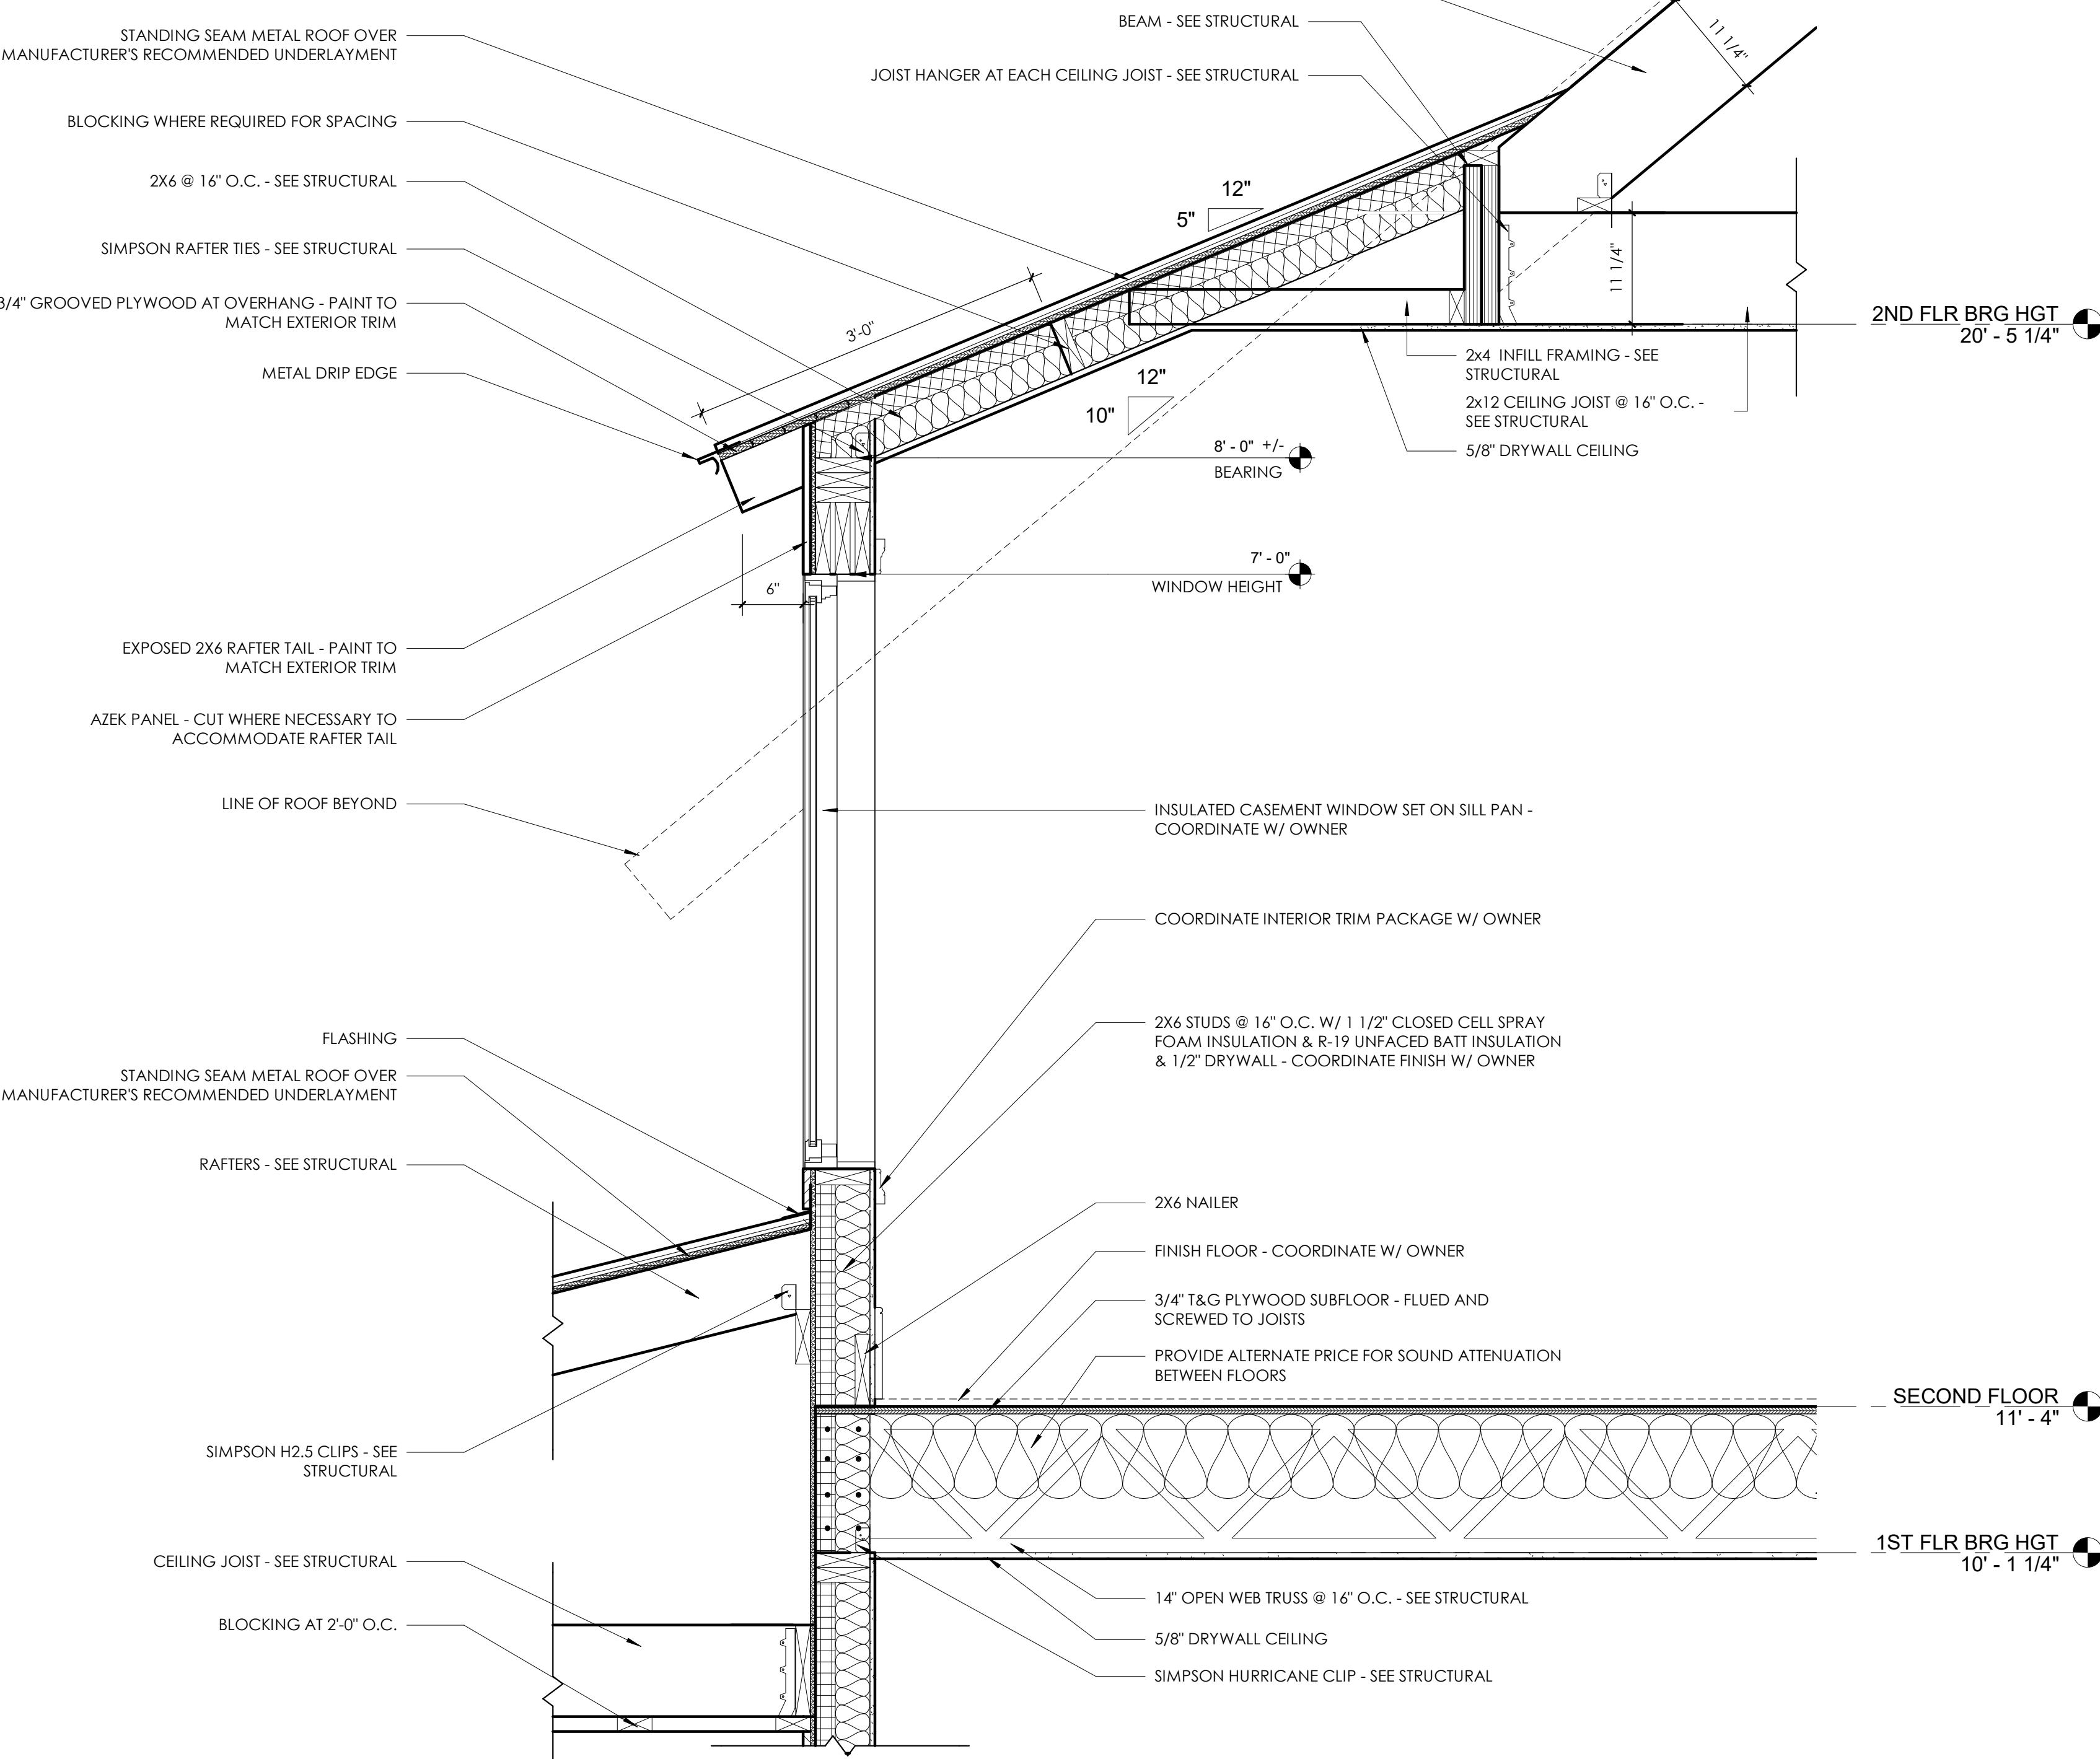 STANDING SEAM METAL ROOF OVER
MANUFACTURER'S RECOMMENDED UNDERLAYMENT
BLOCKING WHERE REQUIRED FOR SPACING
2X6 @ 16" O.C. - SEE STRUCTURAL
SIMPSON RAFTER TIES - SEE STRUCTURAL
3/4" GROOVED PLYWOOD AT OVERHANG - PAINT TO
MATCH EXTERIOR TRIM
METAL DRIP EDGE
EXPOSED 2X6 RAFTER TAIL - PAINT TO
MATCH EXTERIOR TRIM
AZEK PANEL - CUT WHERE NECESSARY TO
ACCOMMODATE RAFTER TAIL
LINE OF ROOF BEYOND
FLASHING
STANDING SEAM METAL ROOF OVER
MANUFACTURER'S RECOMMENDED UNDERLAYMENT
RAFTERS - SEE STRUCTURAL
SIMPSON H2.5 CLIPS - SEE
STRUCTURAL
CEILING JOIST - SEE STRUCTURAL
BLOCKING AT 2'-0" O.C.
BEAM - SEE STRUCTURAL
JOIST HANGER AT EACH CEILING JOIST - SEE STRUCTURAL
11 1/4"
12"
5"
3'-0"
11 1/4"
2ND FLR BRG HGT
20' - 5 1/4"
2x4 INFILL FRAMING - SEE
STRUCTURAL
2x12 CEILING JOIST @ 16" O.C. -
SEE STRUCTURAL
5/8" DRYWALL CEILING
12"
10"
8' - 0" +/-
BEARING
7' - 0"
WINDOW HEIGHT
6"
INSULATED CASEMENT WINDOW SET ON SILL PAN -
COORDINATE W/ OWNER
COORDINATE INTERIOR TRIM PACKAGE W/ OWNER
2X6 STUDS @ 16" O.C. W/ 1 1/2" CLOSED CELL SPRAY
FOAM INSULATION & R-19 UNFACED BATT INSULATION
& 1/2" DRYWALL - COORDINATE FINISH W/ OWNER
2X6 NAILER
FINISH FLOOR - COORDINATE W/ OWNER
3/4" T&G PLYWOOD SUBFLOOR - FLUED AND
SCREWED TO JOISTS
PROVIDE ALTERNATE PRICE FOR SOUND ATTENUATION
BETWEEN FLOORS
SECOND FLOOR
11' - 4"
1ST FLR BRG HGT
10' - 1 1/4"
14" OPEN WEB TRUSS @ 16" O.C. - SEE STRUCTURAL
5/8" DRYWALL CEILING
SIMPSON HURRICANE CLIP - SEE STRUCTURAL